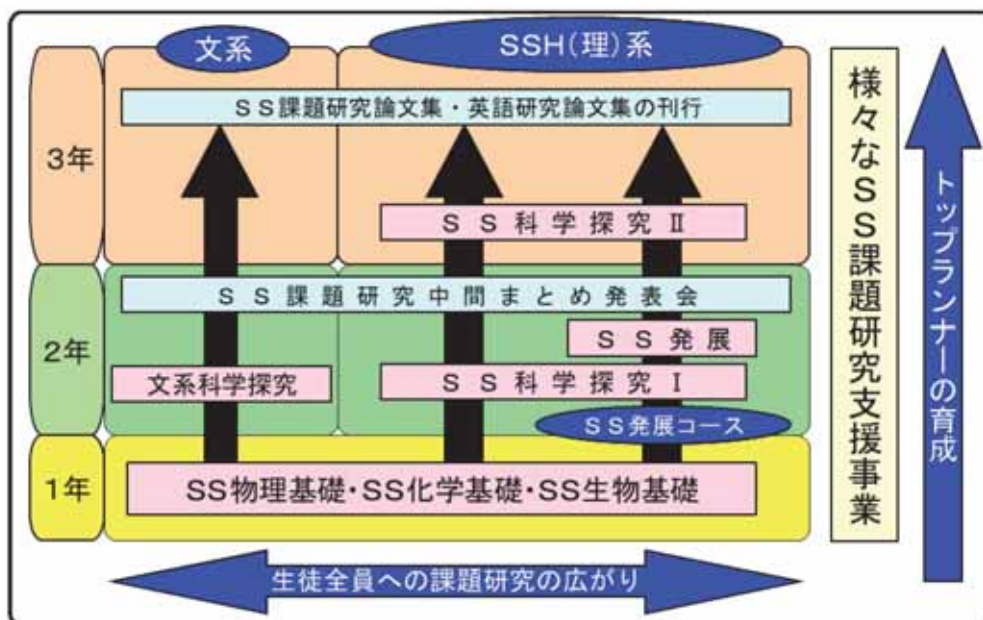 文系
SSH(理)系
SS課題研究論文集・英語研究論文集の刊行
3年
SS科学探究Ⅱ
SS課題研究中間まとめ発表会
SS発展
2年
文系科学探究
SS科学探究Ⅰ
SS発展コース
1年
SS物理基礎・SS化学基礎・SS生物基礎
生徒全員への課題研究の広がり
様々なSS課題研究支援事業
トップランナーの育成